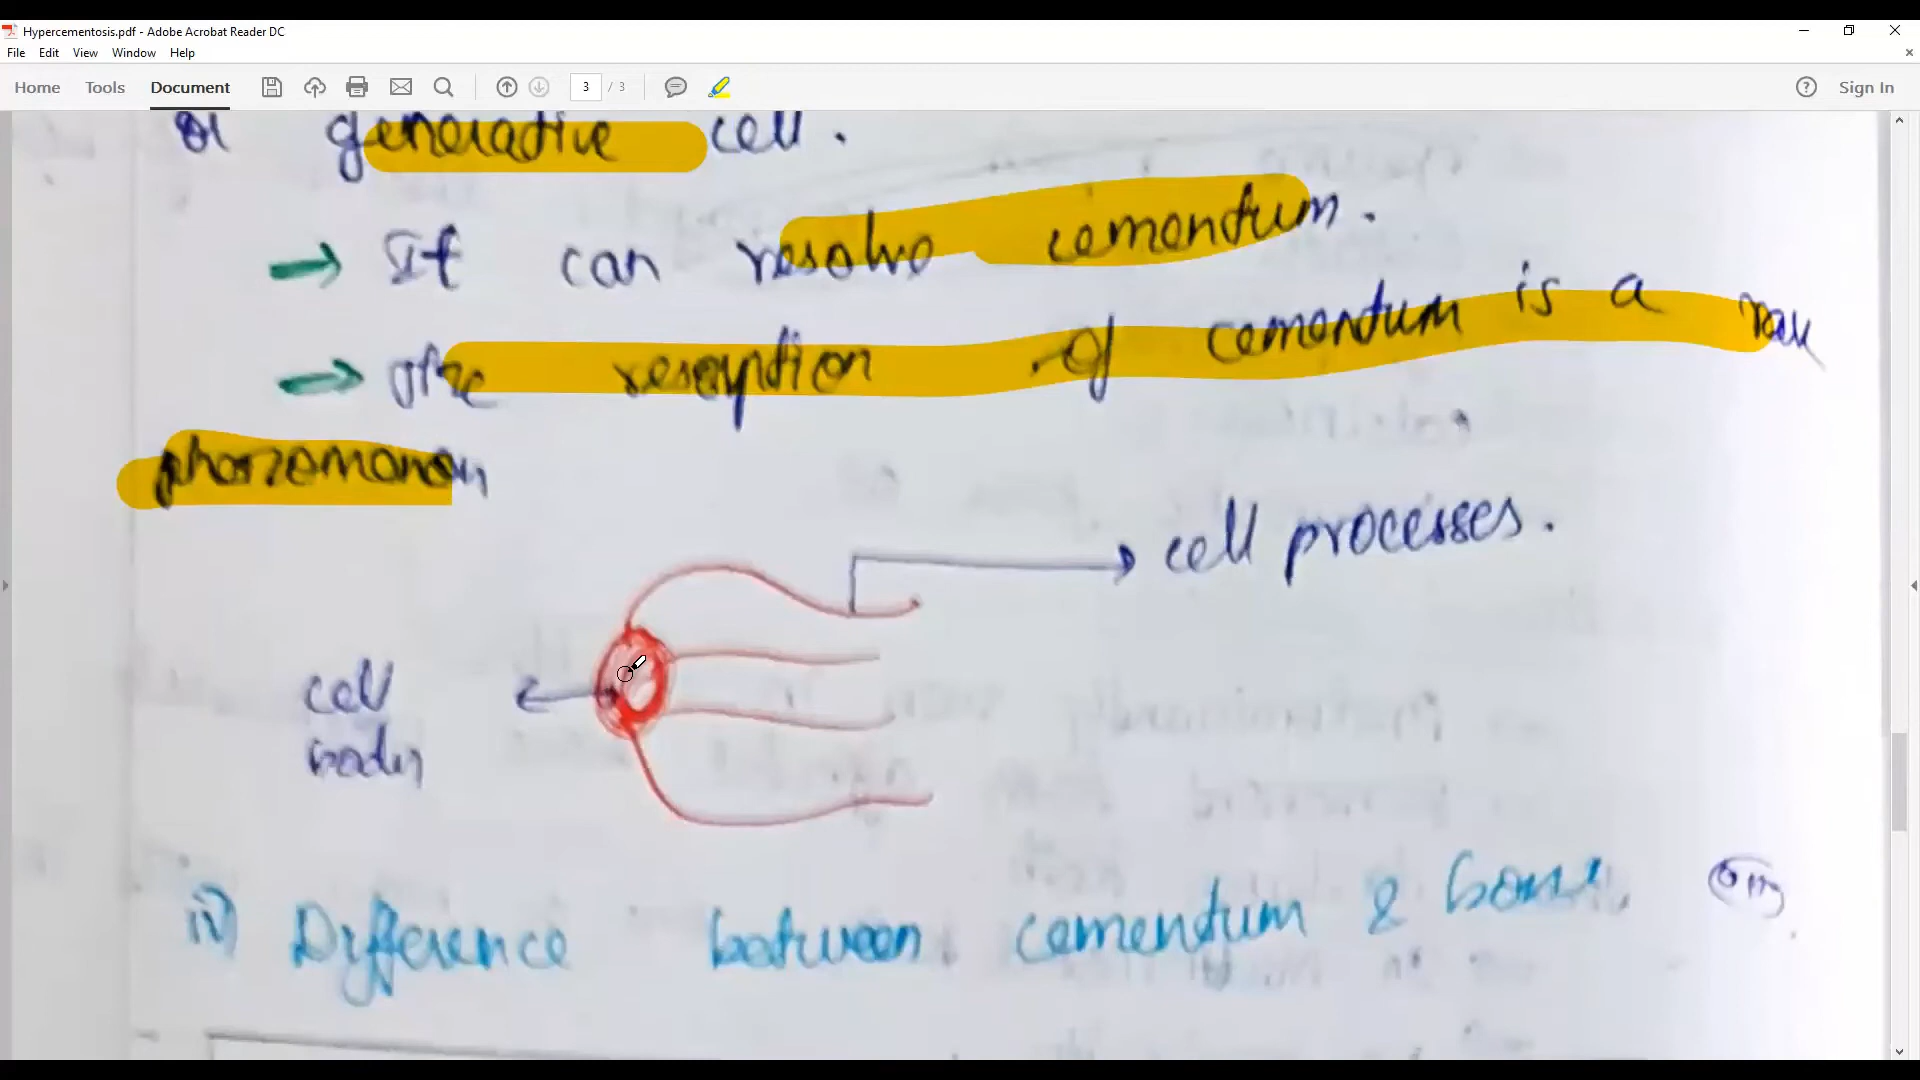 Hypercementosis.pdf - Adobe Acrobat Reader DC
File Edit View Window Help
Home Tools Document 3 / 3 Sign In
or generative cell.
→ It can resolve cementum.
→ The resorption of cementum is a rare
phonzomenon
→ cell processes.
cell
body
iv) Difference between cementum & bone.